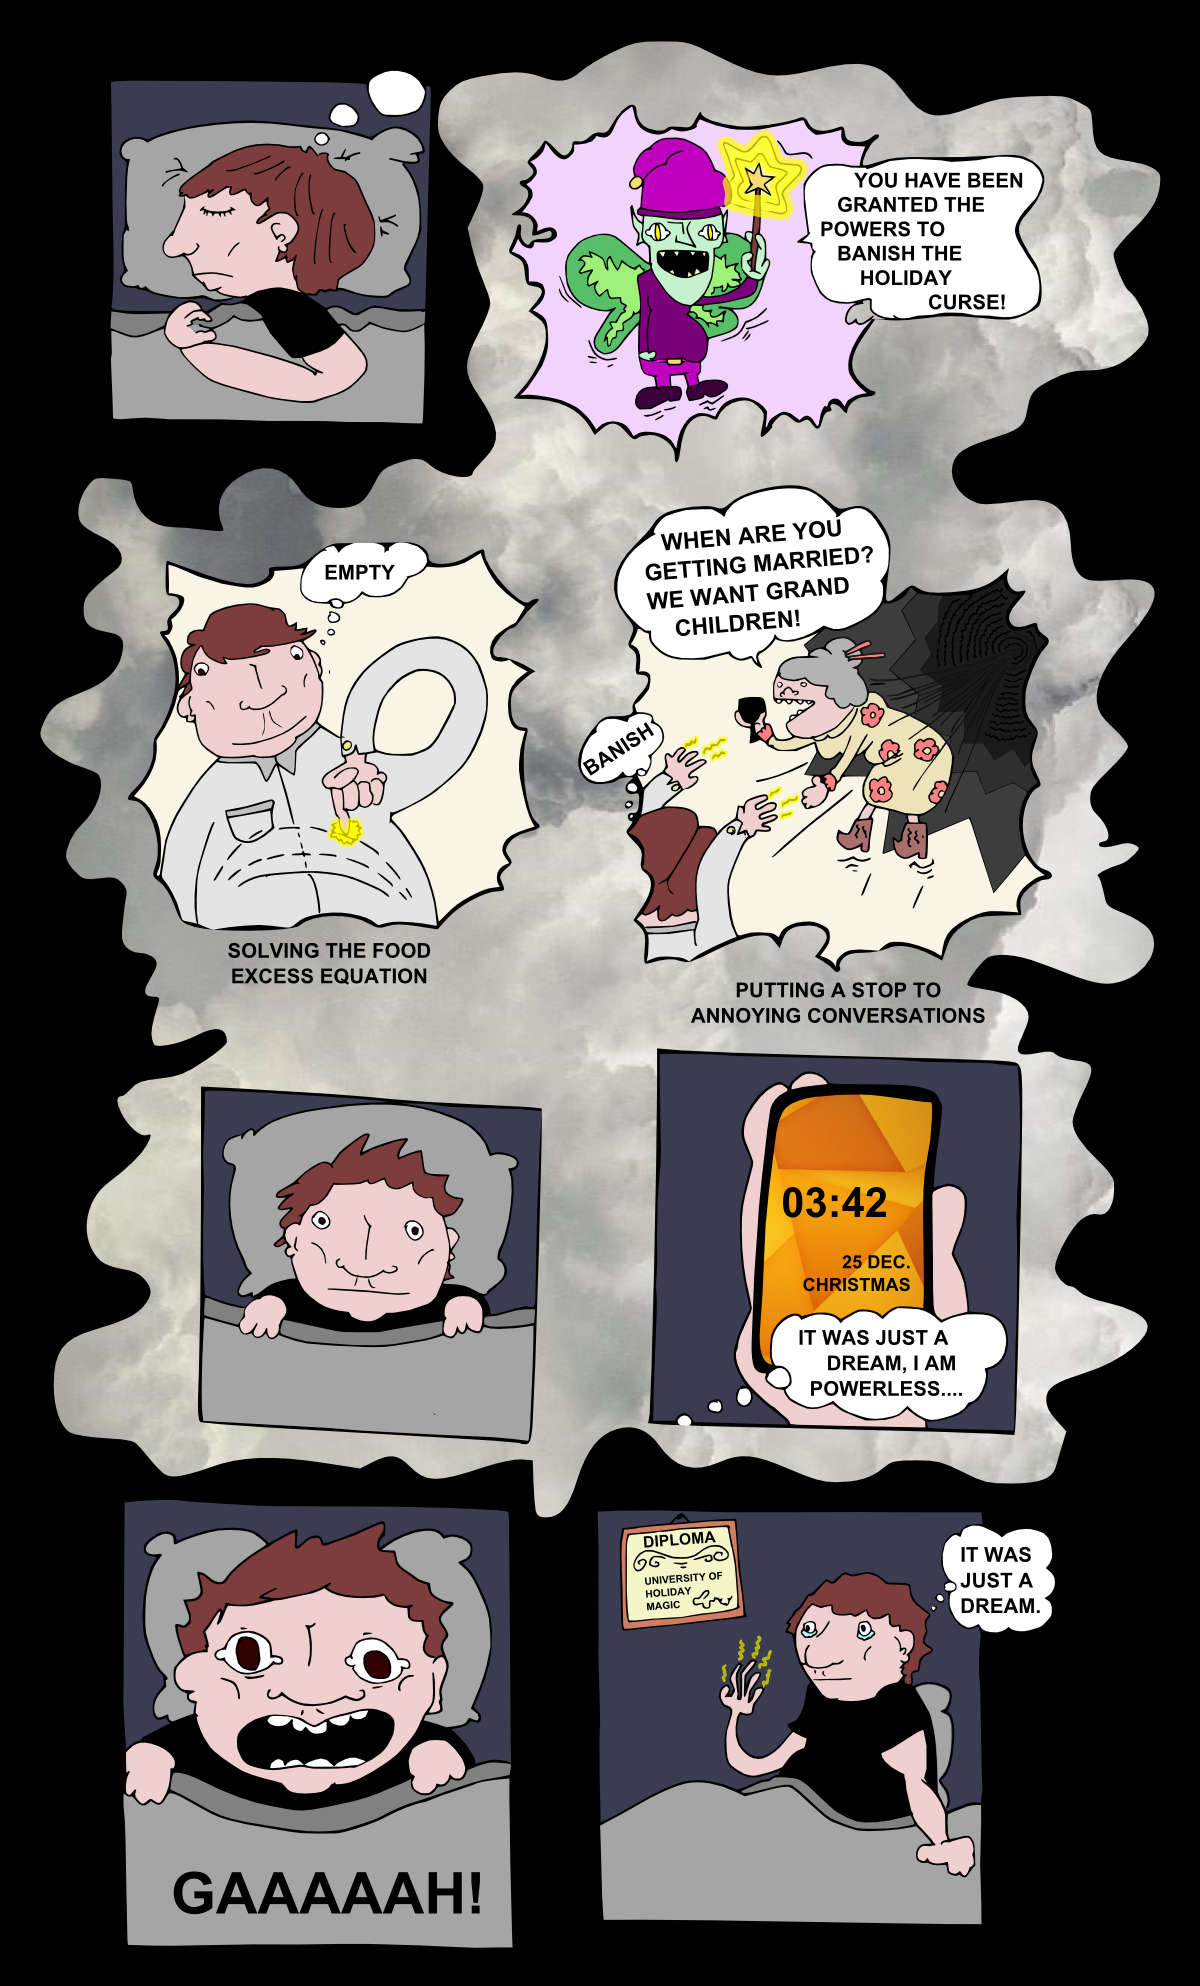 YOU HAVE BEEN
GRANTED THE
POWERS TO
BANISH THE
HOLIDAY
CURSE!
EMPTY
SOLVING THE FOOD
EXCESS EQUATION
WHEN ARE YOU
GETTING MARRIED?
WE WANT GRAND
CHILDREN!
BANISH
PUTTING A STOP TO
ANNOYING CONVERSATIONS
03:42
25 DEC.
CHRISTMAS
IT WAS JUST A
DREAM, I AM
POWERLESS....
GAAAAAH!
DIPLOMA
UNIVERSITY OF
HOLIDAY
MAGIC
IT WAS
JUST A
DREAM.